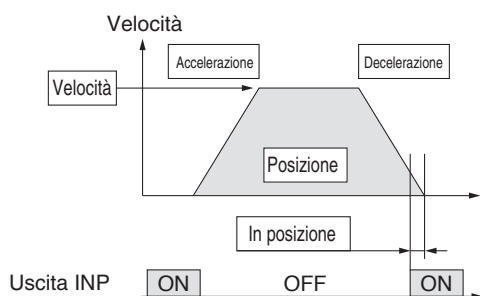 Velocità
Accelerazione
Decelerazione
Velocità
Posizione
In posizione
Uscita INP
ON
OFF
ON